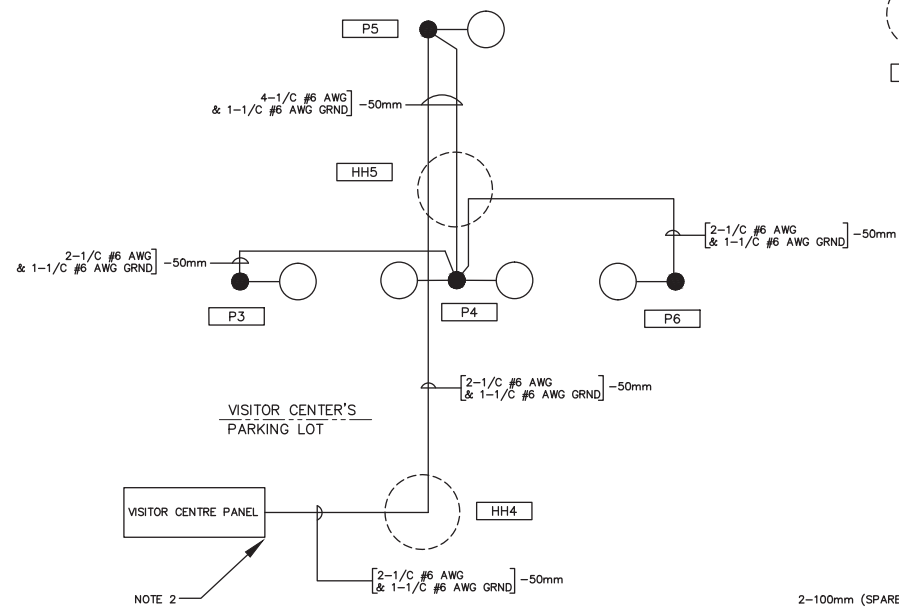 P5
4-1/C #6 AWG
& 1-1/C #6 AWG GRND
-50mm
HH5
2-1/C #6 AWG
& 1-1/C #6 AWG GRND
-50mm
2-1/C #6 AWG
& 1-1/C #6 AWG GRND
-50mm
P3
P4
P6
2-1/C #6 AWG
& 1-1/C #6 AWG GRND
-50mm
VISITOR CENTER'S
PARKING LOT
VISITOR CENTRE PANEL
HH4
2-1/C #6 AWG
& 1-1/C #6 AWG GRND
-50mm
NOTE 2
2-100mm (SPARE